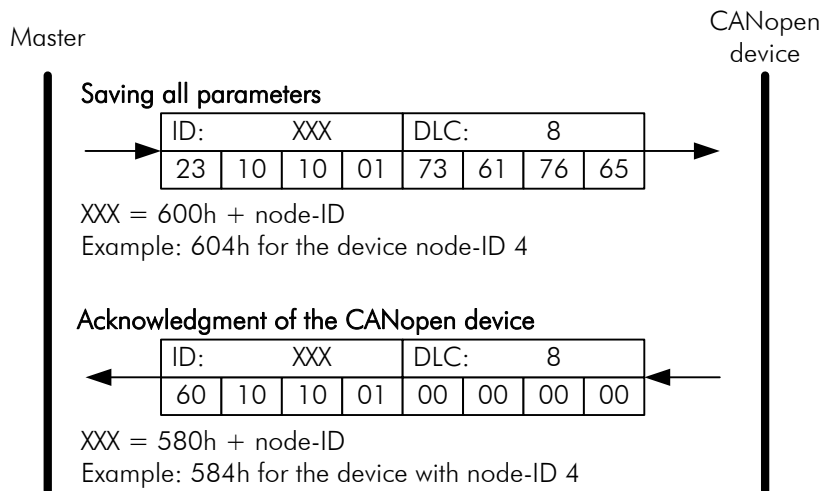 Master
CANopen
device
Saving all parameters
ID: XXX DLC: 8
23 10 10 01 73 61 76 65
XXX = 600h + node-ID
Example: 604h for the device node-ID 4
Acknowledgment of the CANopen device
ID: XXX DLC: 8
60 10 10 01 00 00 00 00
XXX = 580h + node-ID
Example: 584h for the device with node-ID 4